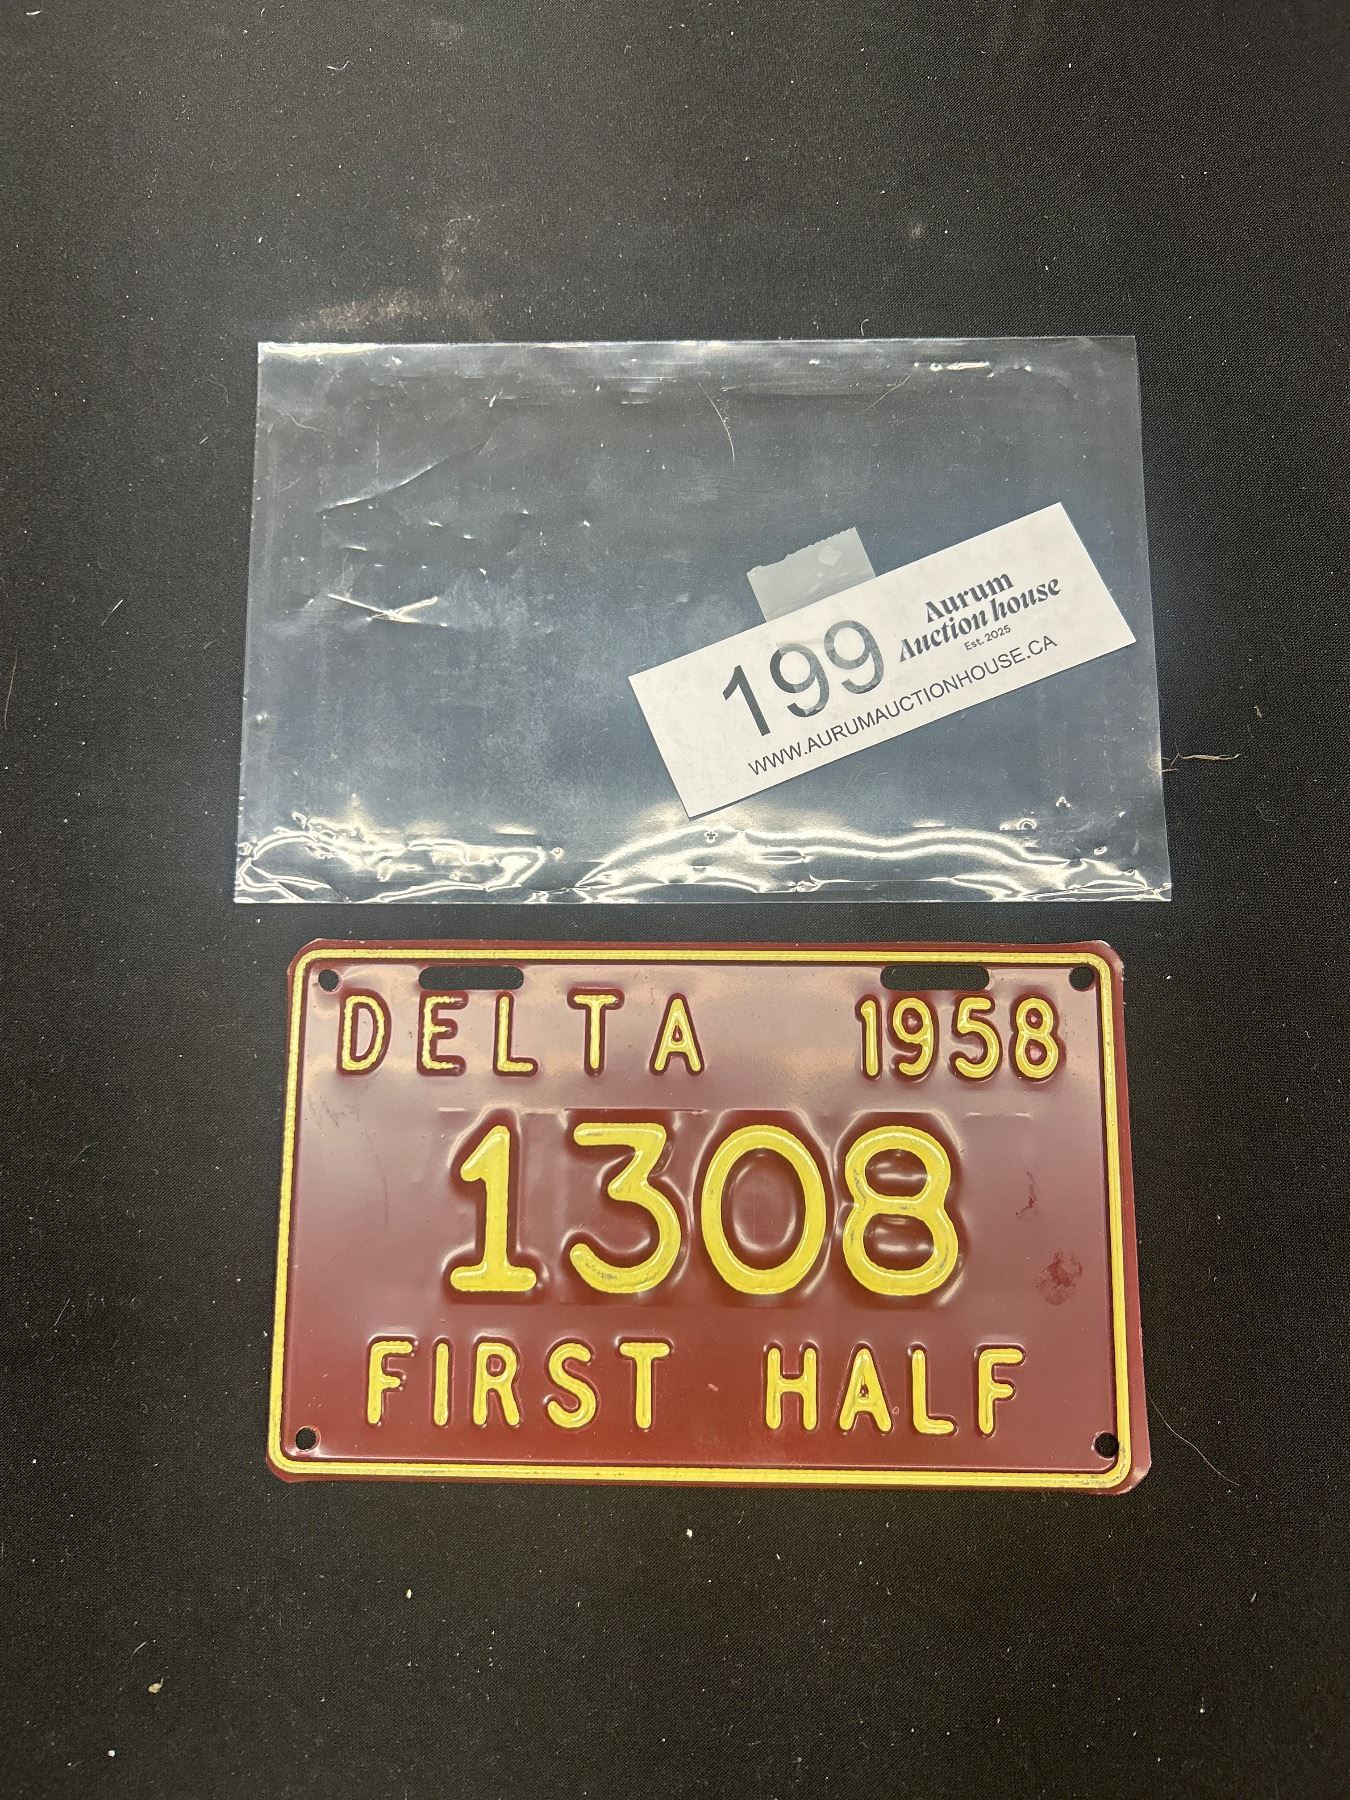 199
Aurum
Auction house
Est. 2025
WWW.AURUMAUCTIONHOUSE.CA
DELTA 1958
1308
FIRST HALF